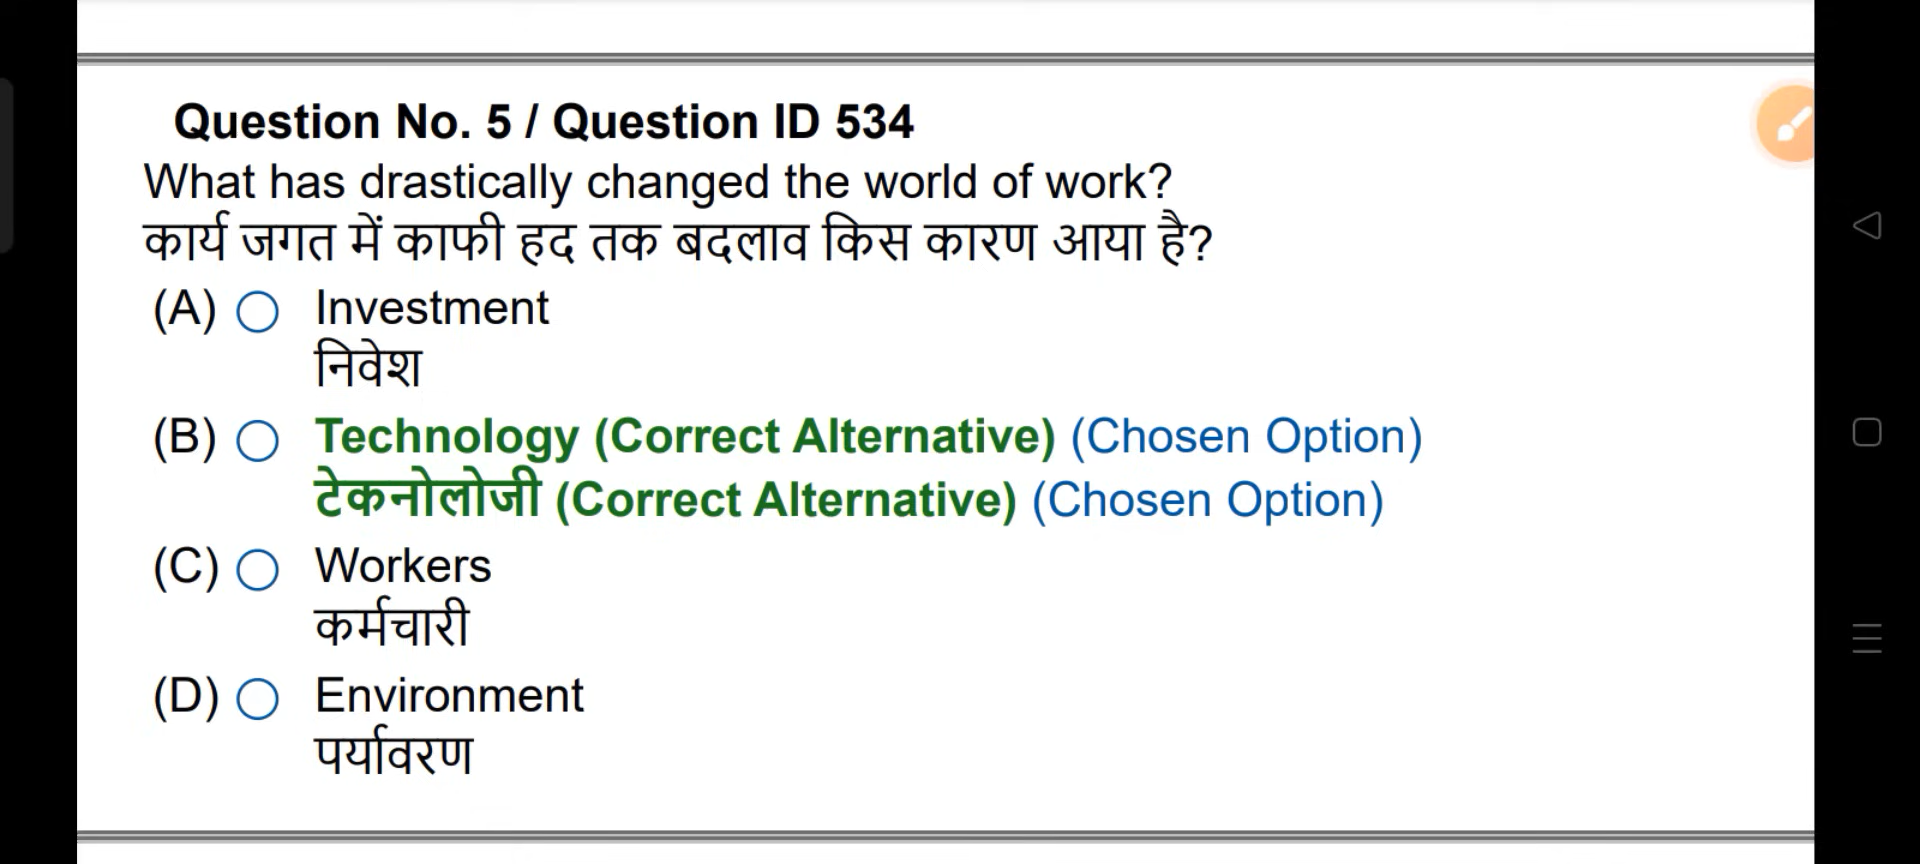 Question No. 5 / Question ID 534
What has drastically changed the world of work?
कार्य जगत में काफी हद तक बदलाव किस कारण आया है?
(A) Investment
निवेश
(B) Technology (Correct Alternative) (Chosen Option)
टेकनोलोजी (Correct Alternative) (Chosen Option)
(C) Workers
कर्मचारी
(D) Environment
पर्यावरण